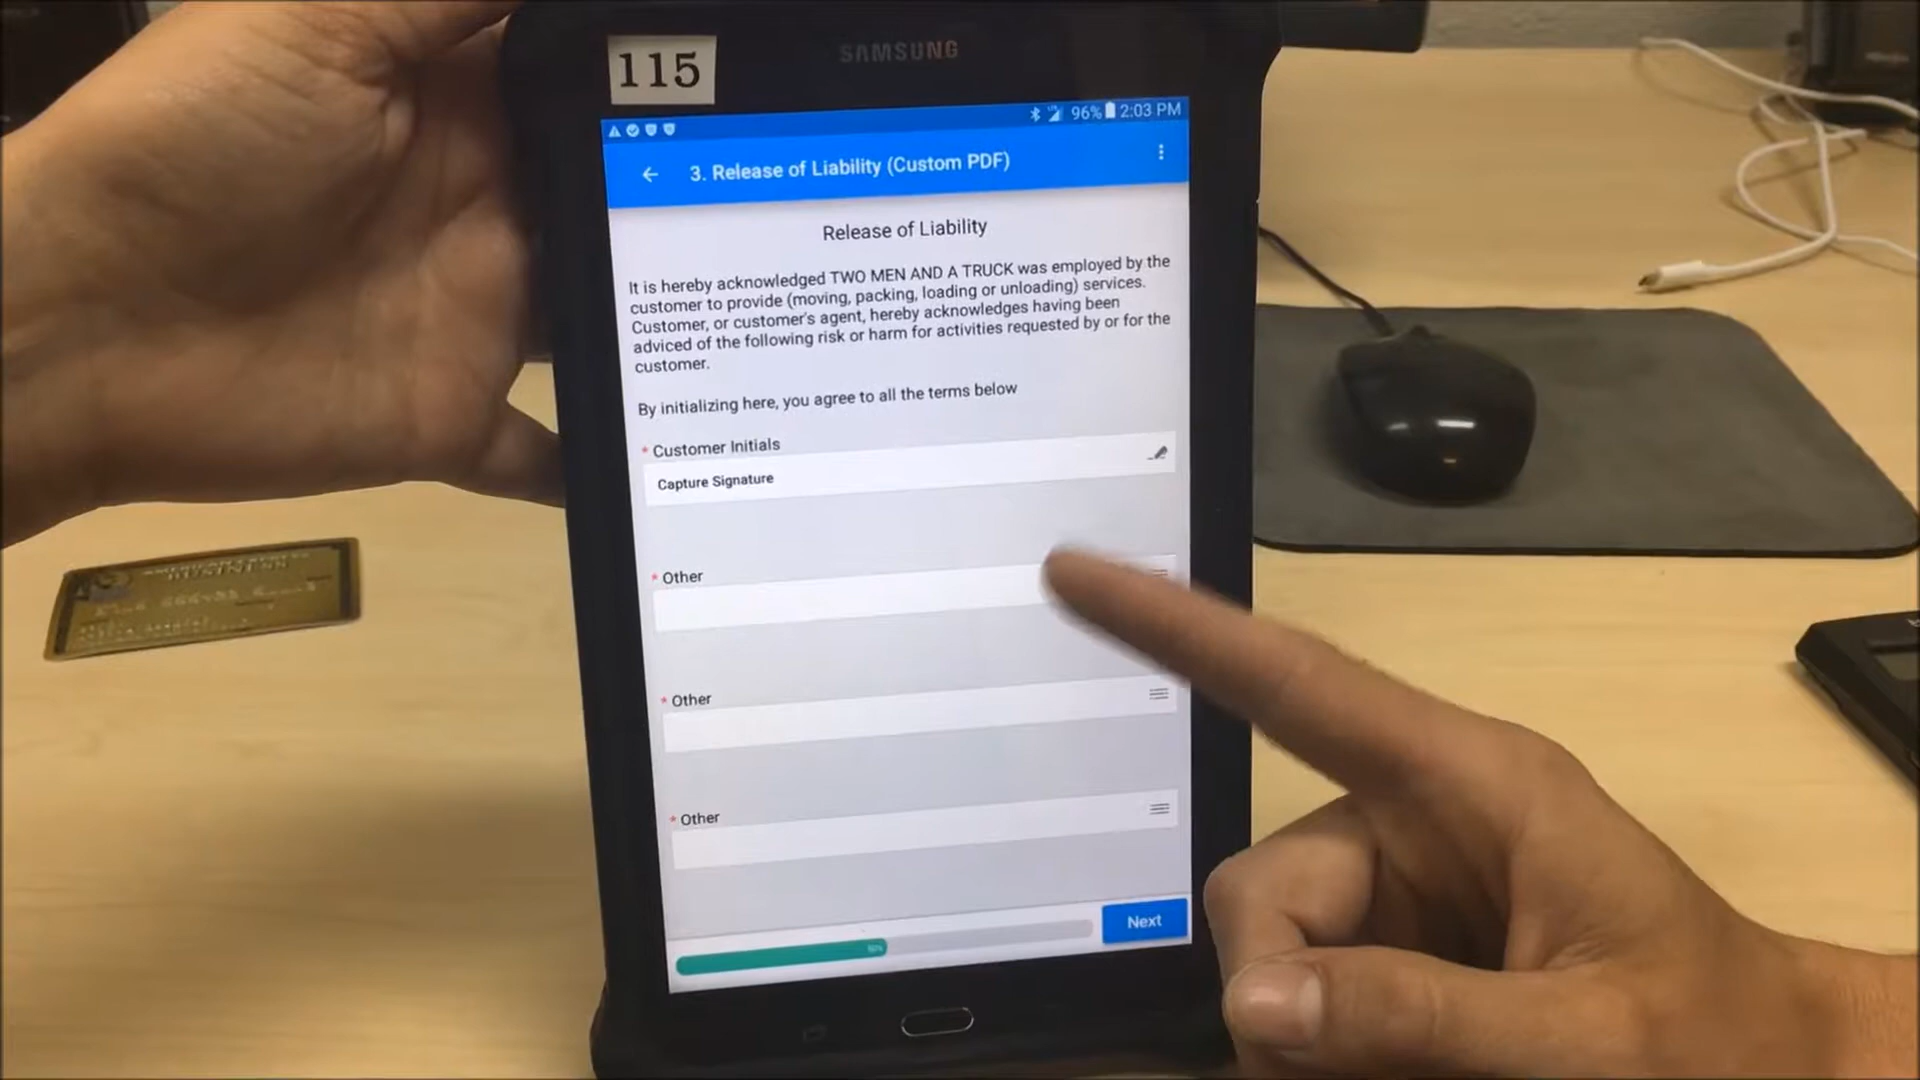 115
SAMSUNG
96% 2:03 PM
3. Release of Liability (Custom PDF)
Release of Liability
It is hereby acknowledged TWO MEN AND A TRUCK was employed by the
customer to provide (moving, packing, loading or unloading) services.
Customer, or customer's agent, hereby acknowledges having been
adviced of the following risk or harm for activities requested by or for the
customer.
By initializing here, you agree to all the terms below
* Customer Initials
Capture Signature
* Other
* Other
* Other
Next
AMERICAN EXPRESS
BUSINESS